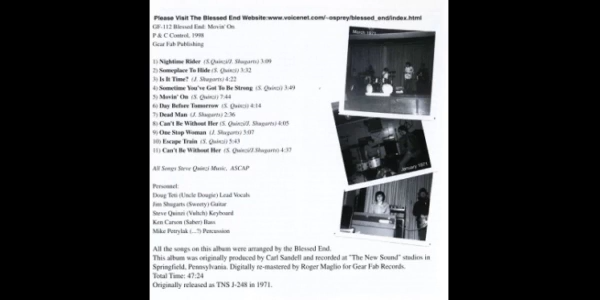 Please Visit The Blessed End Website:www.voicenet.com/~osprey/blessed_end/index.html
GF-112 Blessed End: Movin' On
P & C Control, 1998
Gear Fab Publishing
1) Nightime Rider (S. Quinzi/J. Shugarts) 3:09
2) Someplace To Hide (S. Quinzi) 3:32
3) Is It Time? (J. Shugarts) 4:22
4) Sometime You've Got To Be Strong (S. Quinzi) 3:49
5) Movin' On (S. Quinzi) 7:44
6) Day Before Tomorrow (S. Quinzi) 4:14
7) Dead Man (J. Shugarts) 2:36
8) Can't Be Without Her (S. Quinzi/J. Shugarts) 4:05
9) One Stop Woman (J. Shugarts) 3:07
10) Escape Train (S. Quinzi) 5:43
11) Can't Be Without Her (S. Quinzi/J. Shugarts) 4:37
All Songs Steve Quinzi Music, ASCAP
Personnel:
Doug Teti (Uncle Dougie) Lead Vocals
Jim Shugarts (Sweety) Guitar
Steve Quinzi (Vultch) Keyboard
Ken Carson (Saber) Bass
Mike Petrylak (...?) Percussion
All the songs on this album were arranged by the Blessed End.
This album was originally produced by Carl Sandell and recorded at "The New Sound" studios in
Springfield, Pennsylvania. Digitally re-mastered by Roger Maglio for Gear Fab Records.
Total Time: 47:24
Originally released as TNS J-248 in 1971.
March 1971
January 1971